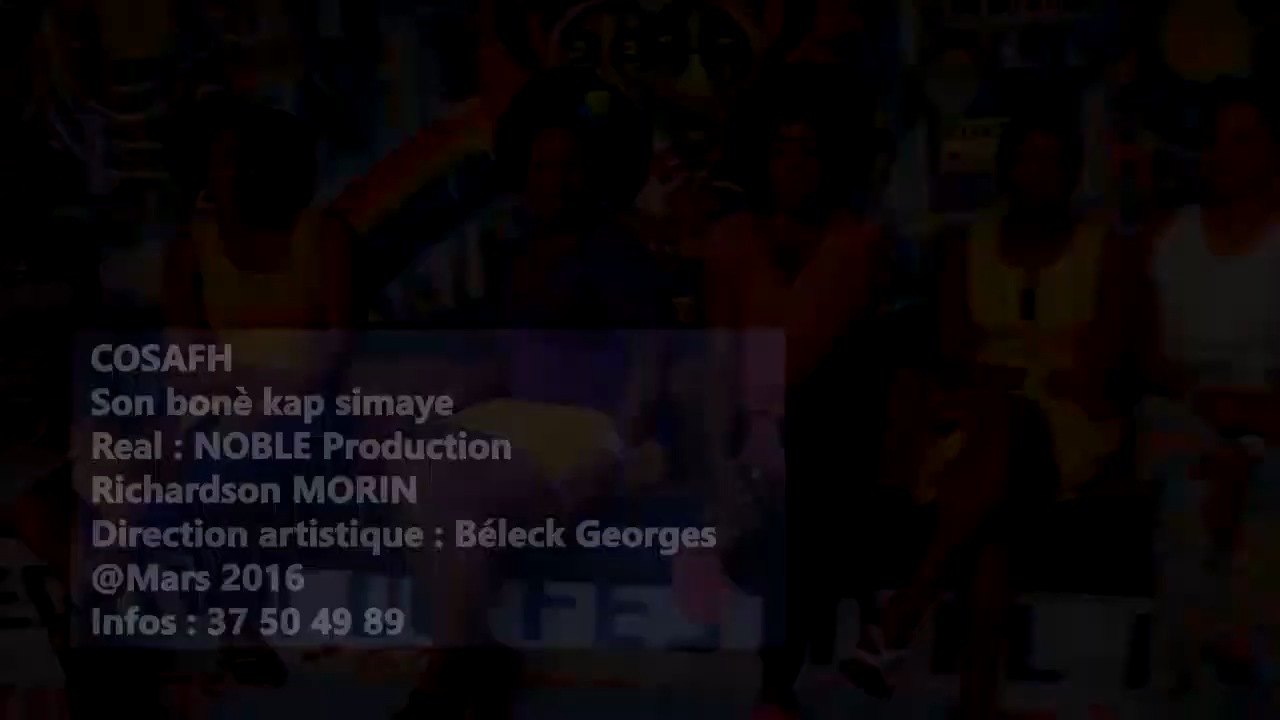 COSAFH
Son bonè kap simaye
Real : NOBLE Production
Richardson MORIN
Direction artistique : Béleck Georges
@Mars 2016
Infos : 37 50 49 89